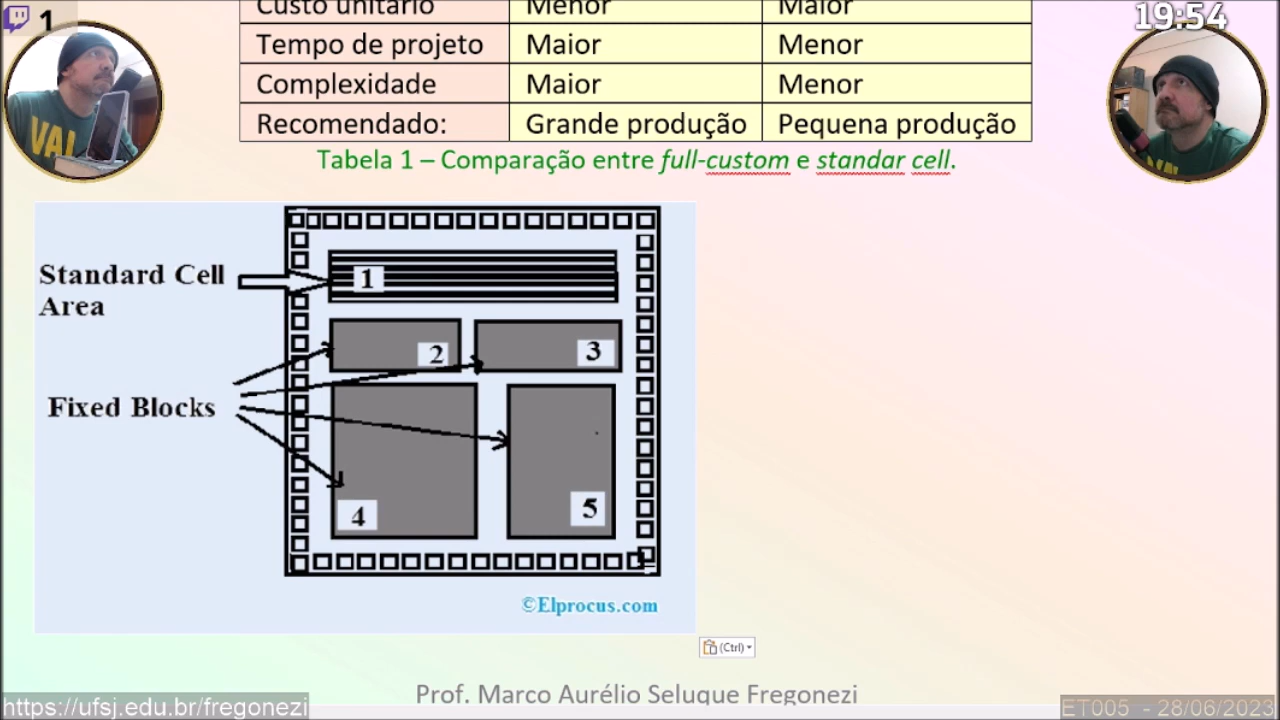 1
19:54
Custo unitário Menor Maior
Tempo de projeto Maior Menor
Complexidade Maior Menor
Recomendado: Grande produção Pequena produção
VAL
Tabela 1 – Comparação entre full-custom e standar cell.
Standard Cell
Area
1
2
3
Fixed Blocks
4
5
©Elprocus.com
(Ctrl)
Prof. Marco Aurélio Seluque Fregonezi
https://ufsj.edu.br/fregonezi
ET005 - 28/06/2023